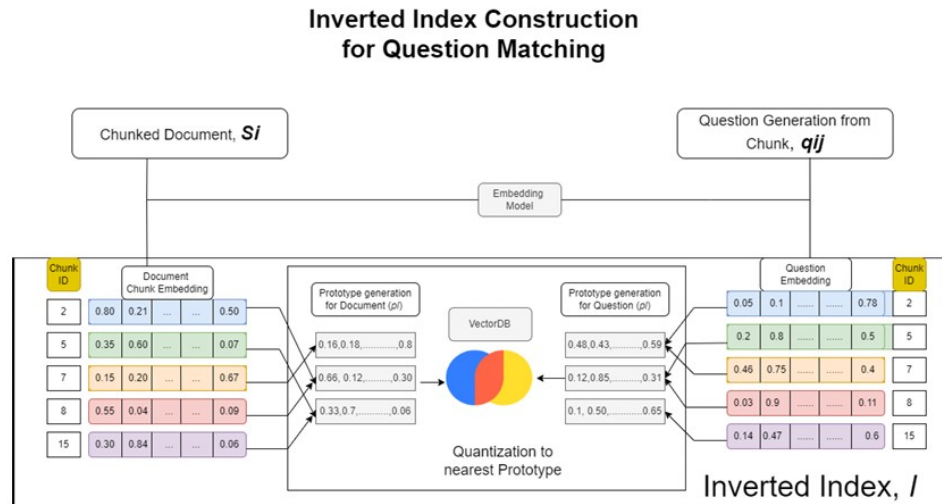 Inverted Index Construction
for Question Matching
Chunked Document, Si
Question Generation from
Chunk, qij
Embedding
Model
Chunk
ID
Document
Chunk Embedding
Question
Embedding
Chunk
ID
2
0.80 0.21 ... ... 0.50
5
0.35 0.60 ... ... 0.07
7
0.15 0.20 ... ... 0.67
8
0.55 0.04 ... ... 0.09
15
0.30 0.84 ... ... 0.06
Prototype generation
for Document (pi)
0.16,0.18,.........,0.8
0.66, 0.12,........,0.30
0.33,0.7,........,0.06
VectorDB
Prototype generation
for Question (pi)
0.48,0.43,......,0.59
0.12,0.85,......,0.31
0.1, 0.50,...........0.65
Quantization to
nearest Prototype
0.05 0.1 ...... ...... 0.78
2
0.2 0.8 ...... ...... 0.5
5
0.46 0.75 ...... ...... 0.4
7
0.03 0.9 ...... ...... 0.11
8
0.14 0.47 ...... ...... 0.6
15
Inverted Index, I